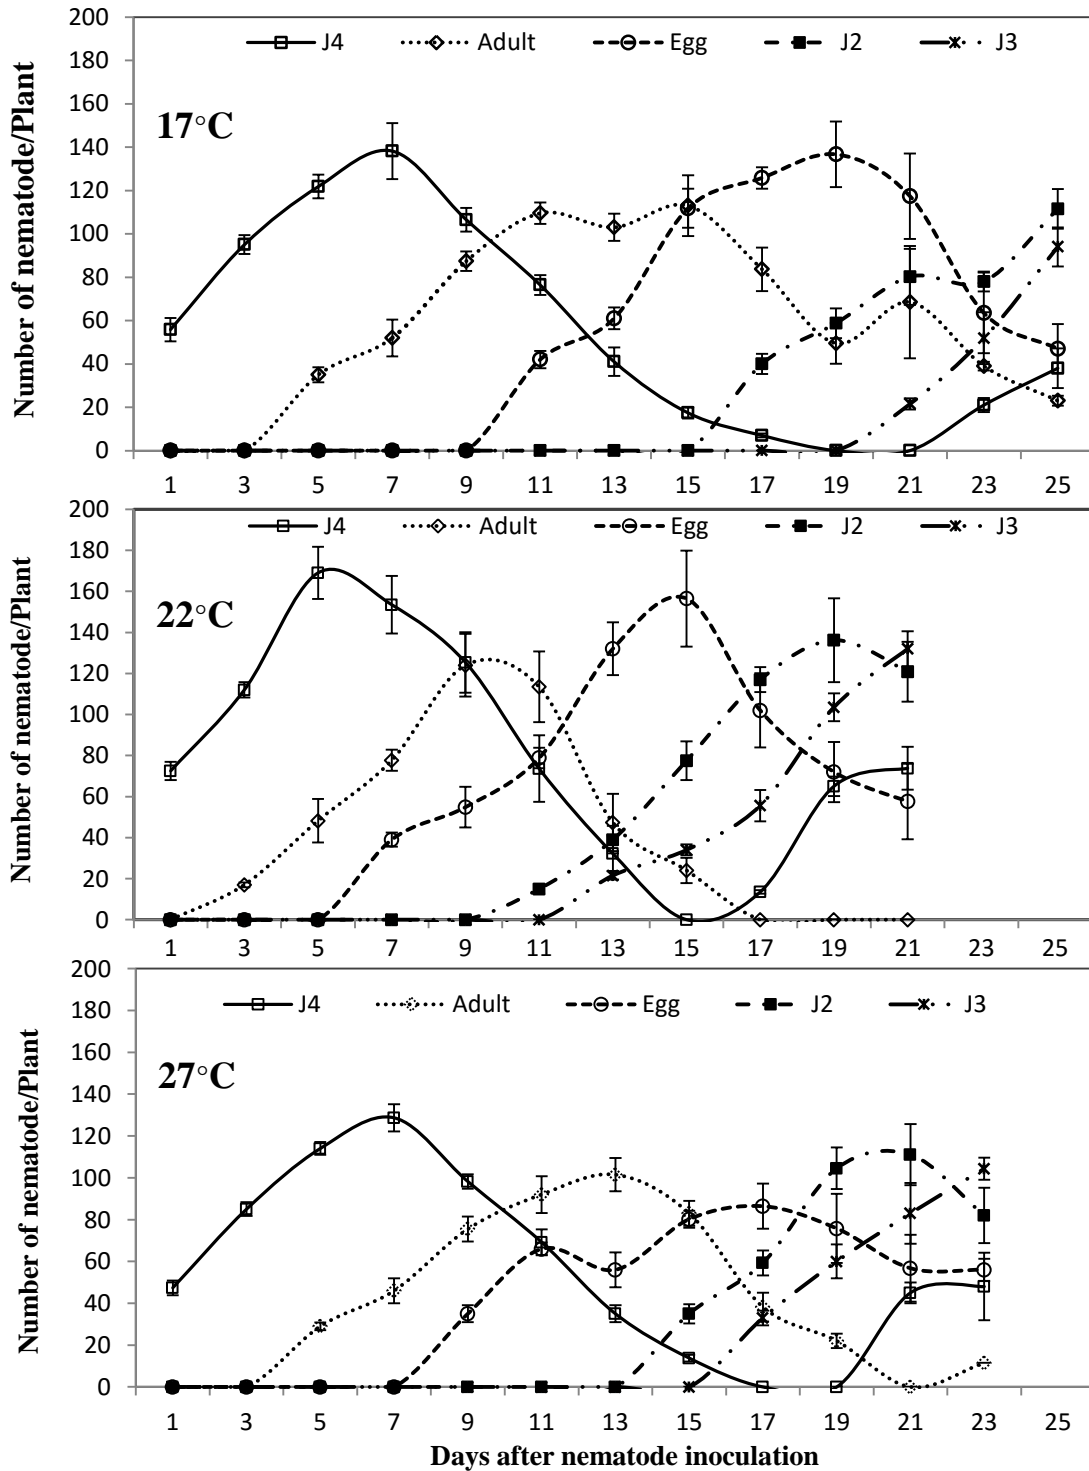 200
180
160
140
120
100
80
60
40
20
0
J4 Adult Egg J2 J3
17°C
Number of nematode/Plant
1 3 5 7 9 11 13 15 17 19 21 23 25
200
180
160
140
120
100
80
60
40
20
0
J4 Adult Egg J2 J3
22°C
Number of nematode/Plant
1 3 5 7 9 11 13 15 17 19 21 23 25
200
180
160
140
120
100
80
60
40
20
0
J4 Adult Egg J2 J3
27°C
Number of nematode/Plant
1 3 5 7 9 11 13 15 17 19 21 23 25
Days after nematode inoculation